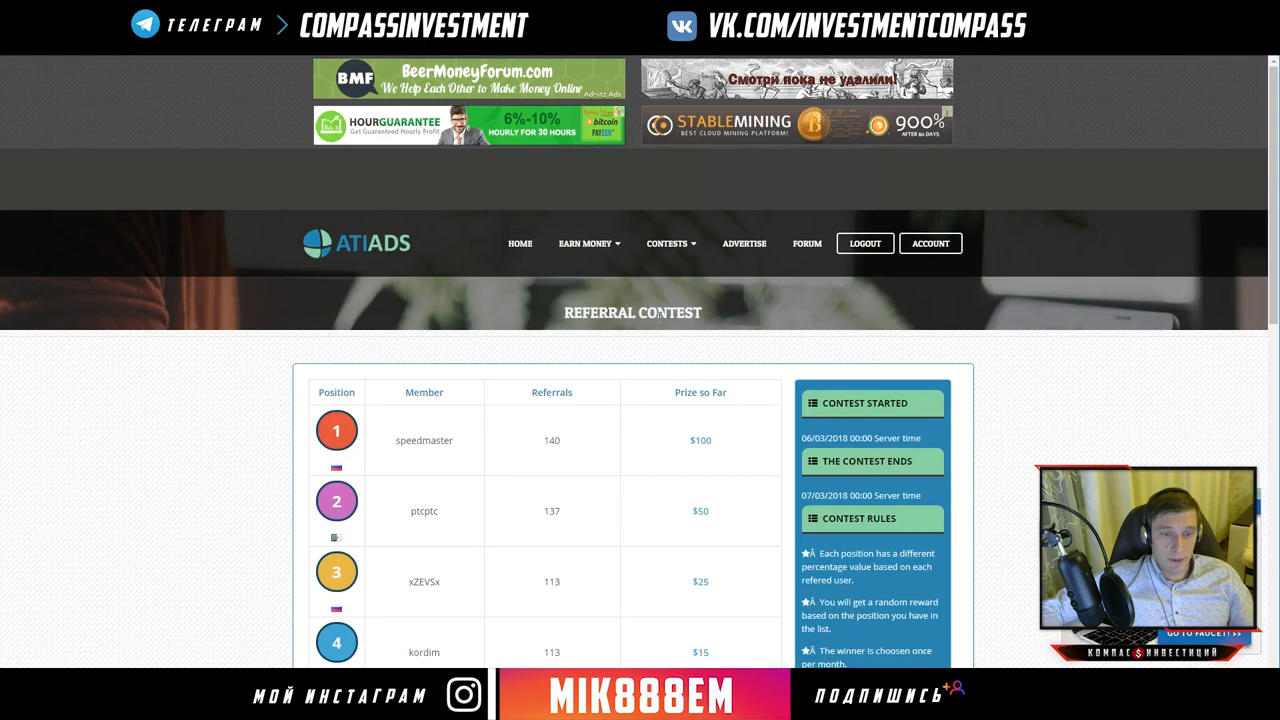 ТЕЛЕГРАМ COMPASSINVESTMENT
VK.COM/INVESTMENTCOMPASS
BMF BeerMoneyForum.com
We Help Each Other to Make Money Online
AdHitz Ads
Смотри пока не удалили!
HOURGUARANTEE
Get Guaranteed Hourly Profit
6%-10%
HOURLY FOR 30 HOURS
bitcoin
PAYEER
STABLEMINING
BEST CLOUD MINING PLATFORM!
900%
AFTER 60 DAYS
ATIADS
HOME EARN MONEY CONTESTS ADVERTISE FORUM LOGOUT ACCOUNT
REFERRAL CONTEST
Position Member Referrals Prize so Far
1 speedmaster 140 $100
2 ptcptc 137 $50
3 xZEVSx 113 $25
4 kordim 113 $15
CONTEST STARTED
06/03/2018 00:00 Server time
THE CONTEST ENDS
07/03/2018 00:00 Server time
CONTEST RULES
Â Each position has a different
percentage value based on each
refered user.
Â You will get a random reward
based on the position you have in
the list.
Â The winner is choosen once
per month.
GO TO FAUCET! >>
КОМПАС $ ИНВЕСТИЦИЙ
МОЙ ИНСТАГРАМ
MIK888EM
ПОДПИШИСЬ